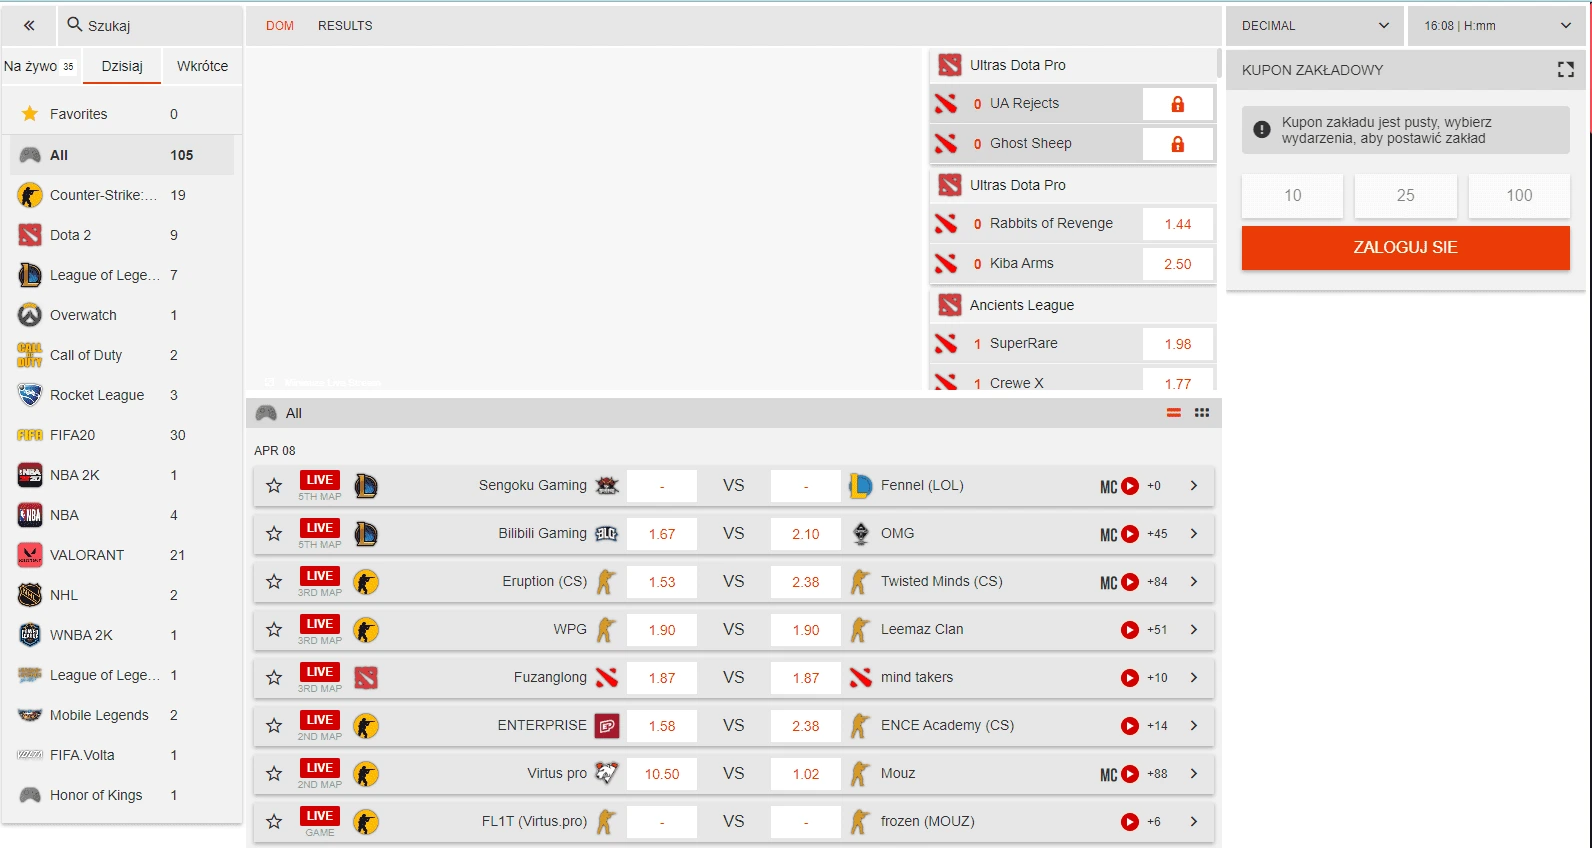 Szukaj
Na żywo 35
Dzisiaj
Wkrótce
Favorites 0
All 105
Counter-Strike:... 19
Dota 2 9
League of Lege... 7
Overwatch 1
CALL OF DUTY
Call of Duty 2
Rocket League 3
FIFA
FIFA20 30
NBA 2K 1
NBA 4
VALORANT 21
NHL 2
WNBA 2K 1
League of Lege... 1
Mobile Legends 2
FIFA.Volta 1
Honor of Kings 1
DOM RESULTS
Ultras Dota Pro
0 UA Rejects
0 Ghost Sheep
Ultras Dota Pro
0 Rabbits of Revenge 1.44
0 Kiba Arms 2.50
Ancients League
1 SuperRare 1.98
1 Crewe X 1.77
All
APR 08
LIVE 5TH MAP Sengoku Gaming - VS - Fennel (LOL) MC +0
LIVE 5TH MAP Bilibili Gaming BLG 1.67 VS 2.10 OMG MC +45
LIVE 3RD MAP Eruption (CS) 1.53 VS 2.38 Twisted Minds (CS) MC +84
LIVE 3RD MAP WPG 1.90 VS 1.90 Leemaz Clan +51
LIVE 3RD MAP Fuzanglong 1.87 VS 1.87 mind takers +10
LIVE 2ND MAP ENTERPRISE EP 1.58 VS 2.38 ENCE Academy (CS) +14
LIVE 2ND MAP Virtus pro 10.50 VS 1.02 Mouz MC +88
LIVE GAME FL1T (Virtus.pro) - VS - frozen (MOUZ) +6
DECIMAL
16:08 | H:mm
KUPON ZAKŁADOWY
Kupon zakładu jest pusty, wybierz
wydarzenia, aby postawić zakład
10 25 100
ZALOGUJ SIE